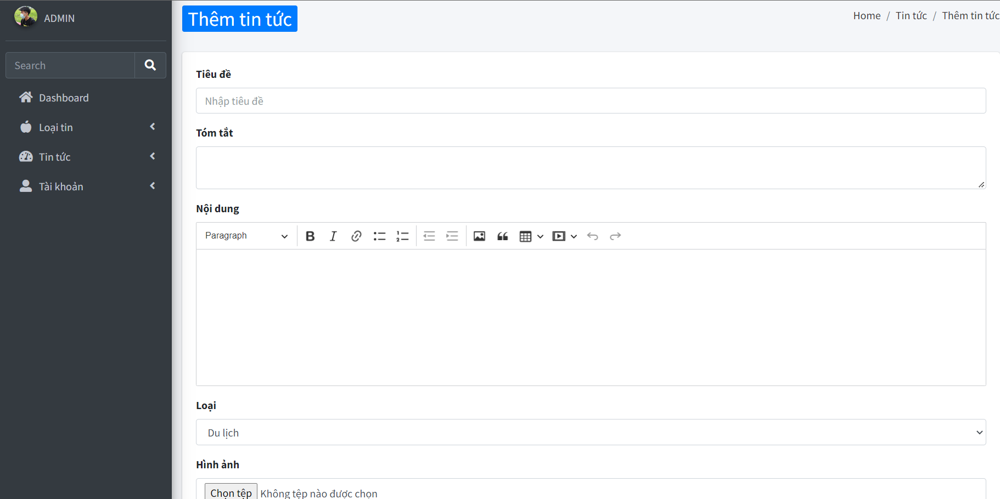 ADMIN
Search
Dashboard
Loại tin
Tin tức
Tài khoản
Thêm tin tức
Home / Tin tức / Thêm tin tức
Tiêu đề
Nhập tiêu đề
Tóm tắt
Nội dung
Paragraph
Loại
Du lịch
Hình ảnh
Chọn tệp Không tệp nào được chọn